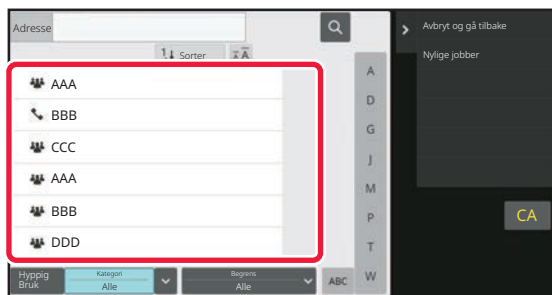 Adresse
Avbryt og gå tilbake
Nylige jobber
Sorter
AAA
BBB
CCC
AAA
BBB
DDD
A
D
G
J
M
P
T
W
CA
Hyppig
Bruk
Kategori
Alle
Begrens
Alle
ABC